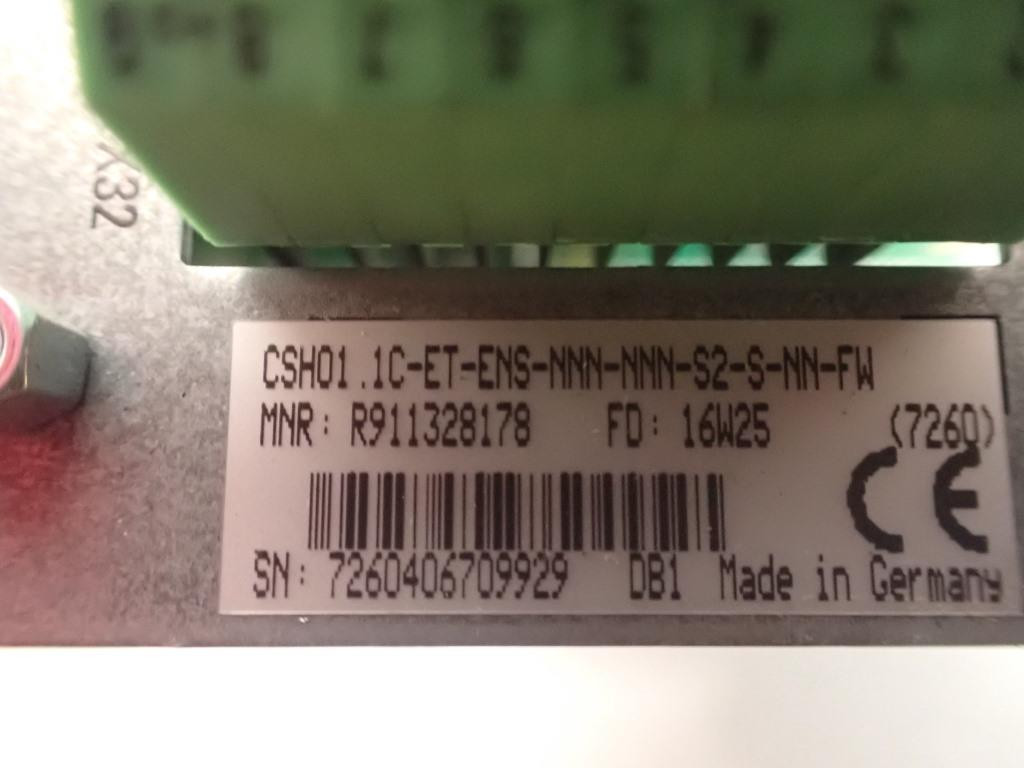 X32
CSH01.1C-ET-ENS-NNN-NNN-S2-S-NN-FW
MNR: R911328178 FD: 16W25 (7260)
CE
SN: 7260406709929 DB1 Made in Germany